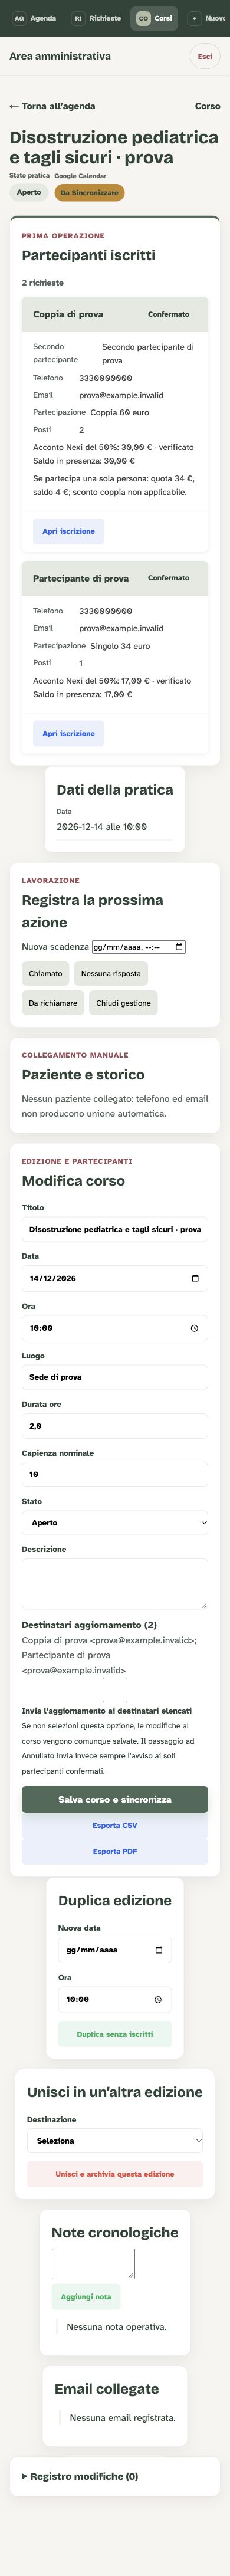 AG Agenda RI Richieste CO Corsi + Nuovo
Area amministrativa Esci
← Torna all'agenda Corso
Disostruzione pediatrica
e tagli sicuri · prova
Stato pratica Google Calendar
Aperto Da Sincronizzare
PRIMA OPERAZIONE
Partecipanti iscritti
2 richieste
Coppia di prova Confermato
Secondo
partecipante
Secondo partecipante di
prova
Telefono 3330000000
Email prova@example.invalid
Partecipazione Coppia 60 euro
Posti 2
Acconto Nexi del 50%: 30,00 € · verificato
Saldo in presenza: 30,00 €
Se partecipa una sola persona: quota 34 €,
saldo 4 €; sconto coppia non applicabile.
Apri iscrizione
Partecipante di prova Confermato
Telefono 3330000000
Email prova@example.invalid
Partecipazione Singolo 34 euro
Posti 1
Acconto Nexi del 50%: 17,00 € · verificato
Saldo in presenza: 17,00 €
Apri iscrizione
Dati della pratica
Data
2026-12-14 alle 10:00
LAVORAZIONE
Registra la prossima
azione
Nuova scadenza gg/mm/aaaa, --:--
Chiamato Nessuna risposta
Da richiamare Chiudi gestione
COLLEGAMENTO MANUALE
Paziente e storico
Nessun paziente collegato: telefono ed email
non producono unione automatica.
EDIZIONE E PARTECIPANTI
Modifica corso
Titolo
Disostruzione pediatrica e tagli sicuri · prova
Data
14/12/2026
Ora
10:00
Luogo
Sede di prova
Durata ore
2,0
Capienza nominale
10
Stato
Aperto
Descrizione
Destinatari aggiornamento (2)
Coppia di prova <prova@example.invalid>;
Partecipante di prova
<prova@example.invalid>
Invia l'aggiornamento ai destinatari elencati
Se non selezioni questa opzione, le modifiche al
corso vengono comunque salvate. Il passaggio ad
Annullato invia invece sempre l'avviso ai soli
partecipanti confermati.
Salva corso e sincronizza
Esporta CSV
Esporta PDF
Duplica edizione
Nuova data
gg/mm/aaaa
Ora
10:00
Duplica senza iscritti
Unisci in un'altra edizione
Destinazione
Seleziona
Unisci e archivia questa edizione
Note cronologiche
Aggiungi nota
Nessuna nota operativa.
Email collegate
Nessuna email registrata.
Registro modifiche (0)